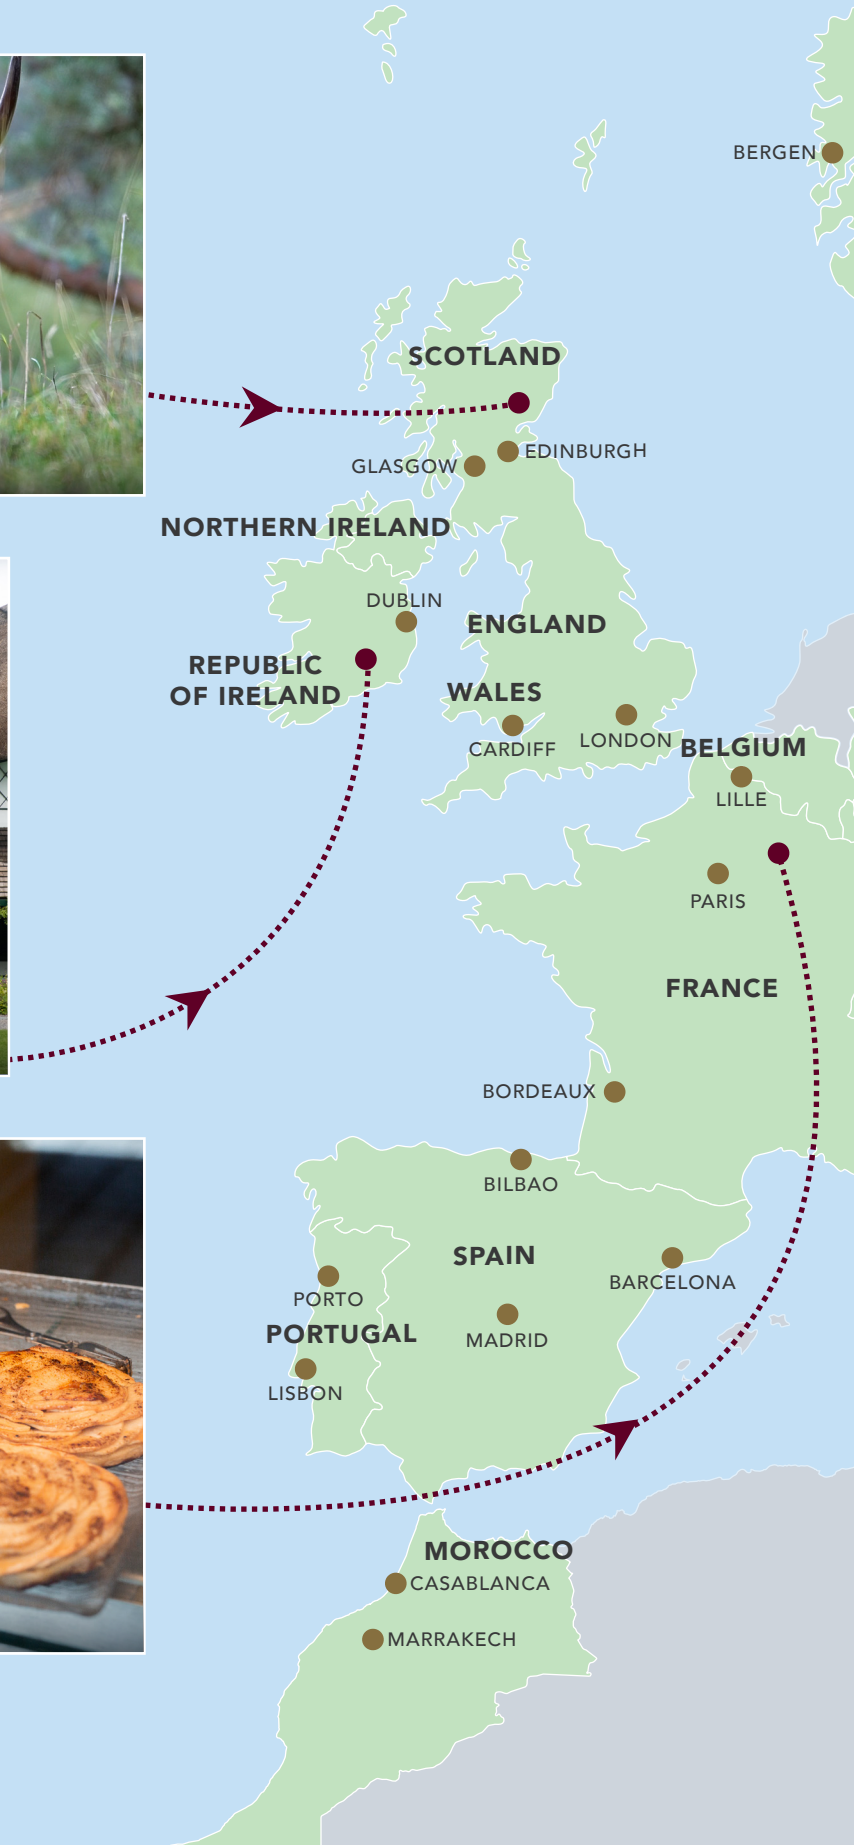 BERGEN
SCOTLAND
EDINBURGH
GLASGOW
NORTHERN IRELAND
DUBLIN
ENGLAND
REPUBLIC
OF IRELAND
WALES
CARDIFF
LONDON
BELGIUM
LILLE
PARIS
FRANCE
BORDEAUX
BILBAO
SPAIN
BARCELONA
PORTO
PORTUGAL
MADRID
LISBON
MOROCCO
CASABLANCA
MARRAKECH